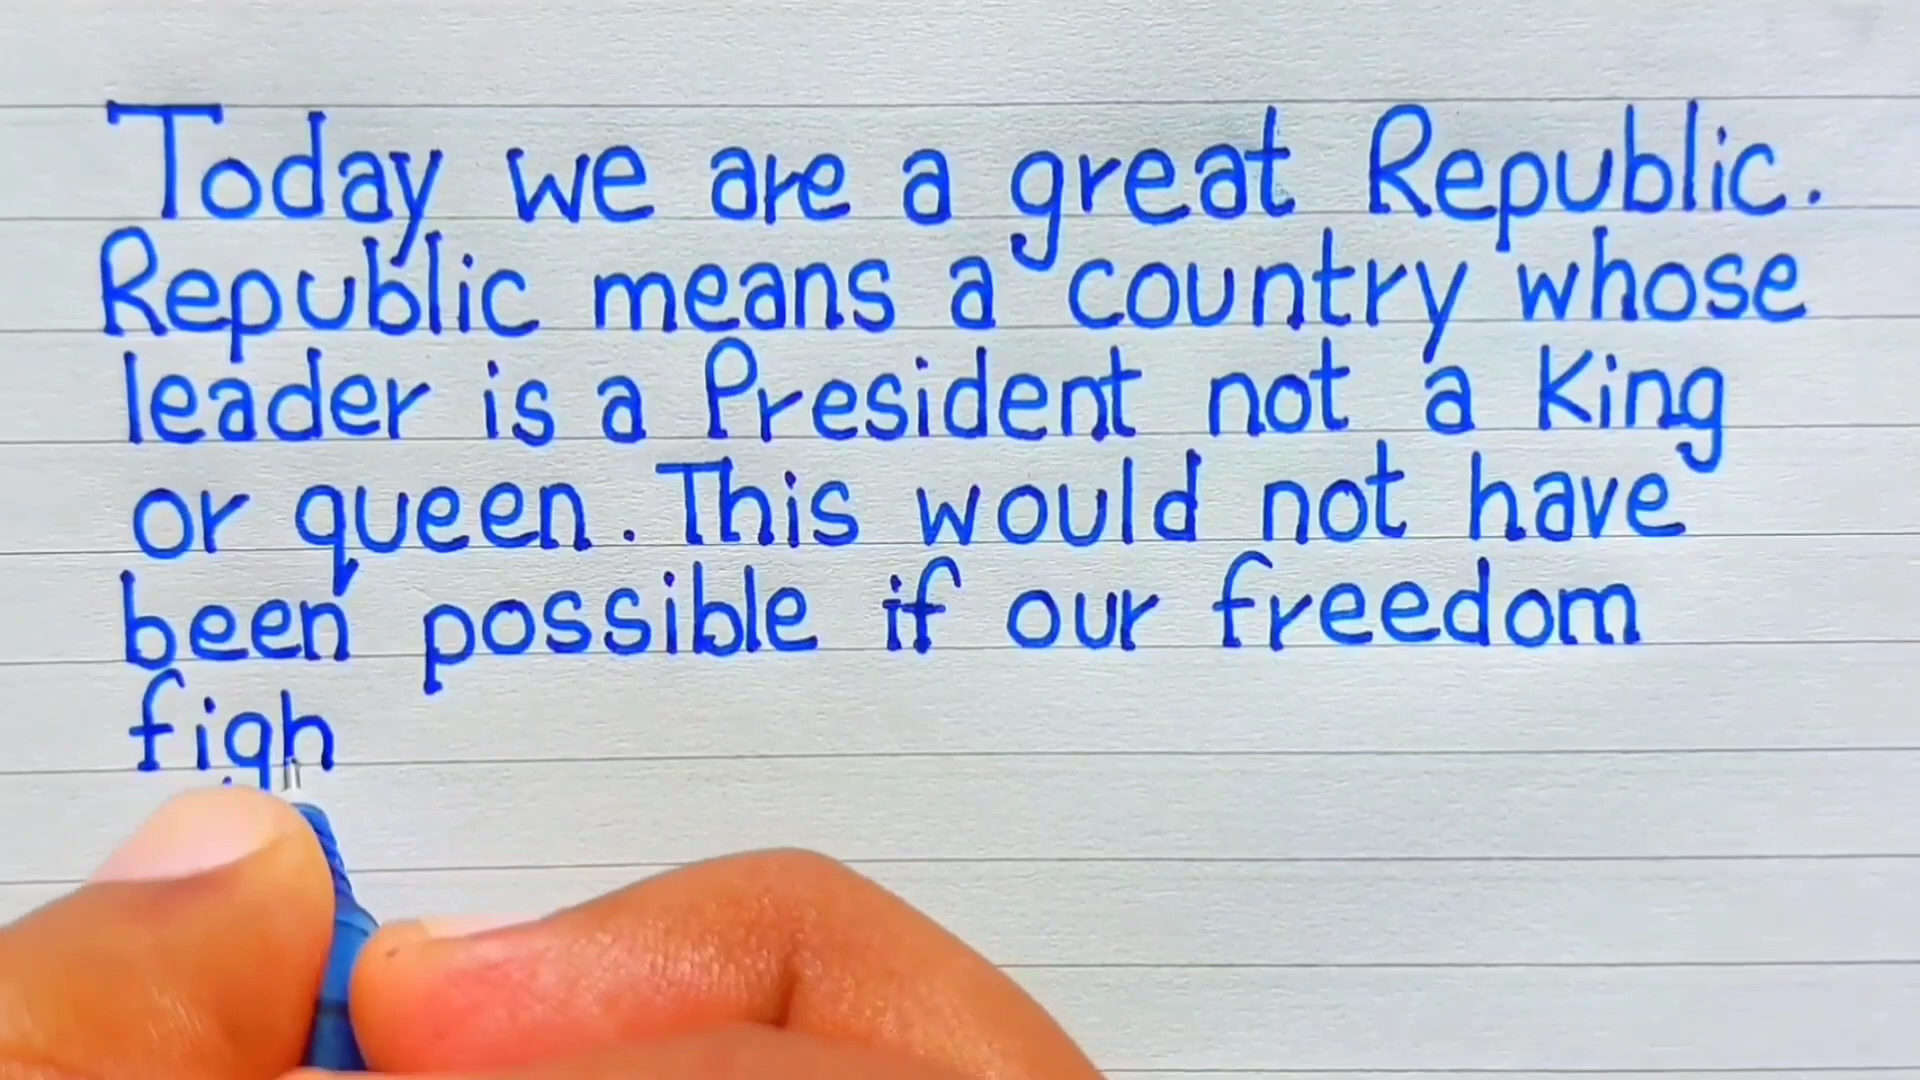 Today we are a great Republic.
Republic means a country whose
leader is a President not a King
or queen. This would not have
been possible if our freedom
figh